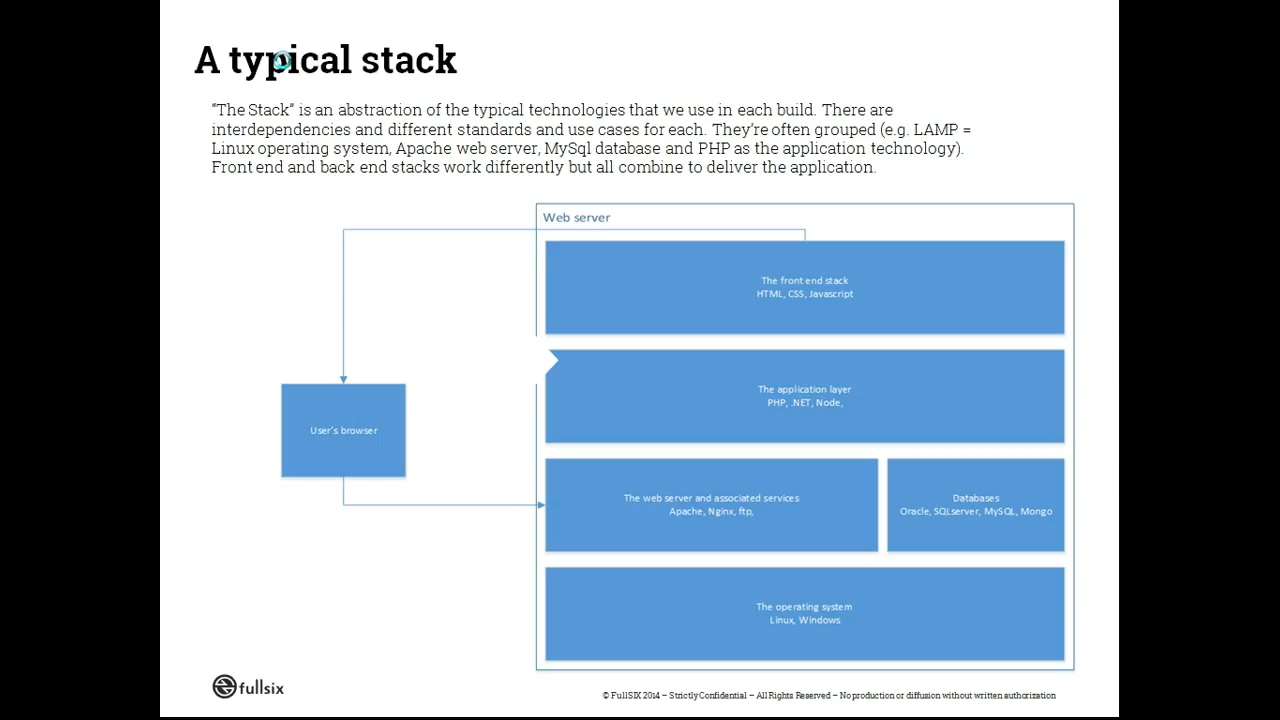 A typical stack
“The Stack” is an abstraction of the typical technologies that we use in each build. There are
interdependencies and different standards and use cases for each. They’re often grouped (e.g. LAMP =
Linux operating system, Apache web server, MySql database and PHP as the application technology).
Front end and back end stacks work differently but all combine to deliver the application.
Web server
The front end stack
HTML, CSS, Javascript
The application layer
PHP, .NET, Node,
User's browser
The web server and associated services
Apache, Nginx, ftp,
Databases
Oracle, SQLserver, MySQL, Mongo
The operating system
Linux, Windows
fullsix
© FullSIX 2014 – Strictly Confidential – All Rights Reserved – No production or diffusion without written authorization